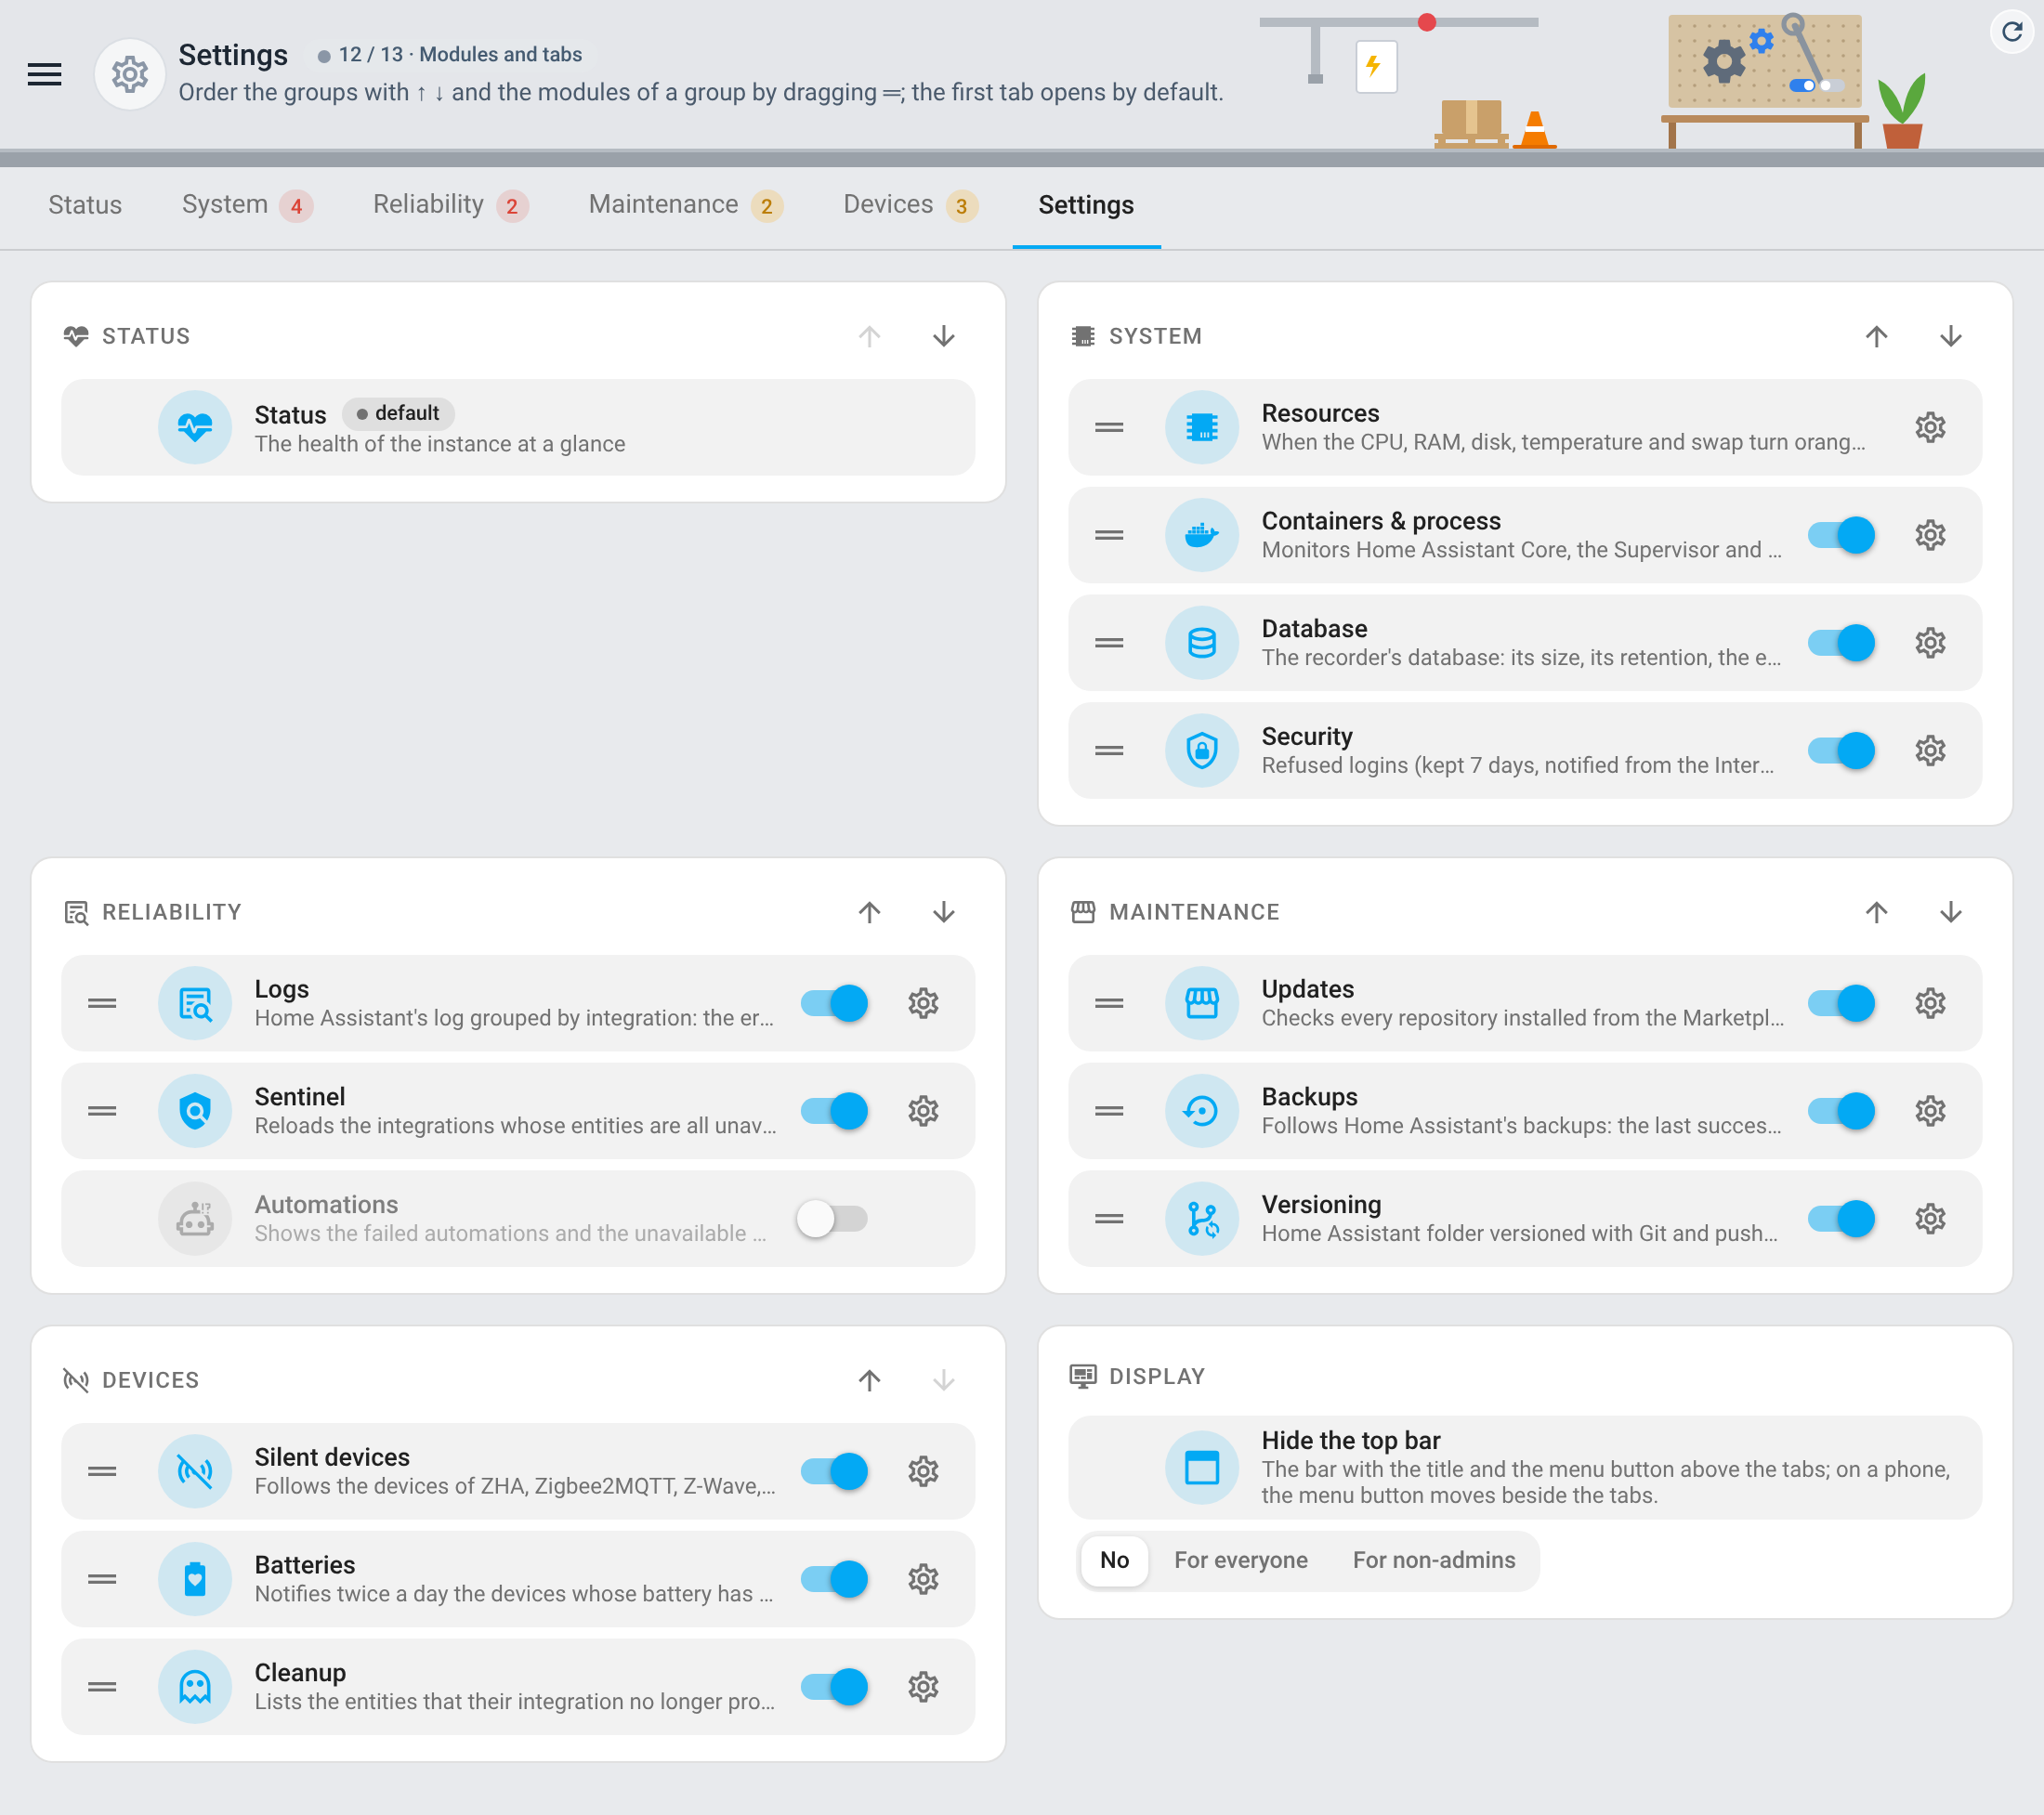 Settings
12 / 13 · Modules and tabs
Order the groups with ↑ ↓ and the modules of a group by dragging ═; the first tab opens by default.
Status
System 4
Reliability 2
Maintenance 2
Devices 3
Settings
STATUS
Status
default
The health of the instance at a glance
SYSTEM
Resources
When the CPU, RAM, disk, temperature and swap turn orang...
Containers & process
Monitors Home Assistant Core, the Supervisor and ...
Database
The recorder's database: its size, its retention, the e...
Security
Refused logins (kept 7 days, notified from the Inter...
RELIABILITY
Logs
Home Assistant's log grouped by integration: the er...
Sentinel
Reloads the integrations whose entities are all unav...
Automations
Shows the failed automations and the unavailable ...
MAINTENANCE
Updates
Checks every repository installed from the Marketpl...
Backups
Follows Home Assistant's backups: the last succes...
Versioning
Home Assistant folder versioned with Git and push...
DEVICES
Silent devices
Follows the devices of ZHA, Zigbee2MQTT, Z-Wave,...
Batteries
Notifies twice a day the devices whose battery has ...
Cleanup
Lists the entities that their integration no longer pro...
DISPLAY
Hide the top bar
The bar with the title and the menu button above the tabs; on a phone,
the menu button moves beside the tabs.
No
For everyone
For non-admins